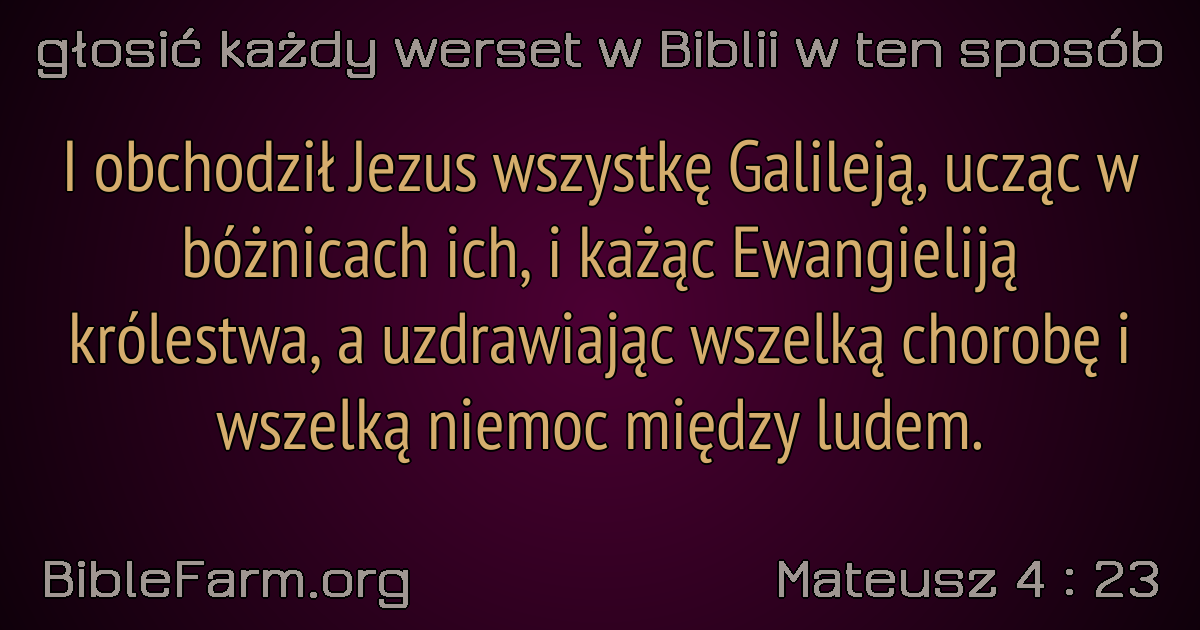 głosić każdy werset w Biblii w ten sposób
I obchodził Jezus wszystkę Galileją, ucząc w
bóżnicach ich, i każąc Ewangieliją
królestwa, a uzdrawiając wszelką chorobę i
wszelką niemoc między ludem.
BibleFarm.org
Mateusz 4 : 23